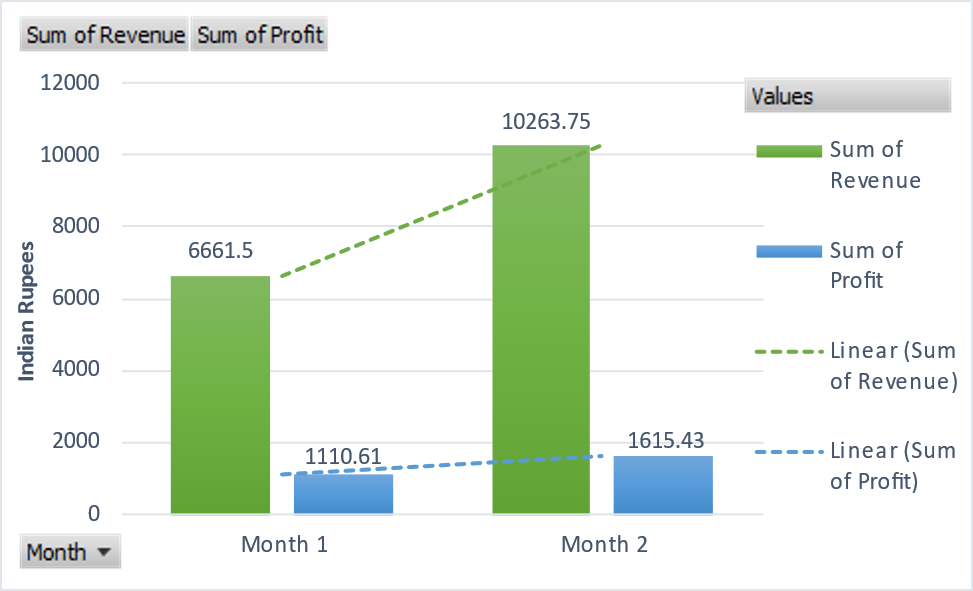 Sum of Revenue Sum of Profit
12000
10000
8000
6000
4000
2000
0
Indian Rupees
6661.5
1110.61
10263.75
1615.43
Month 1
Month 2
Month
Values
Sum of
Revenue
Sum of
Profit
Linear (Sum
of Revenue)
Linear (Sum
of Profit)